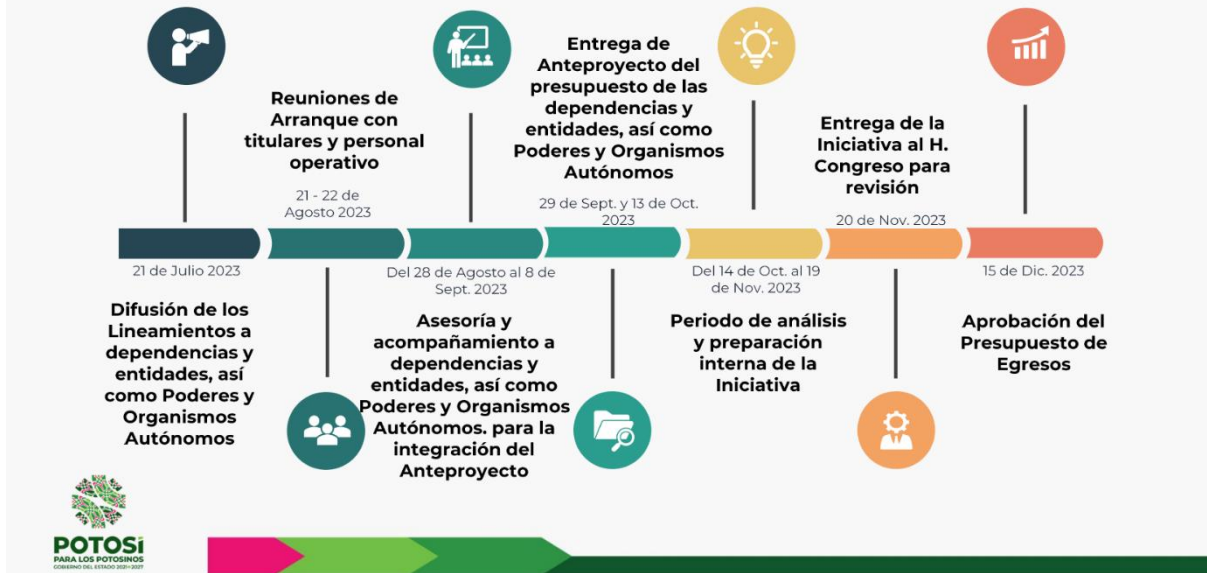 Difusión de los
Lineamientos a
dependencias y
entidades, así
como Poderes y
Organismos
Autónomos
21 de Julio 2023
Reuniones de
Arranque con
titulares y personal
operativo
21 - 22 de
Agosto 2023
Del 28 de Agosto al 8 de
Sept. 2023
Asesoría y
acompañamiento a
dependencias y
entidades, así como
Poderes y Organismos
Autónomos. para la
integración del
Anteproyecto
Entrega de
Anteproyecto del
presupuesto de las
dependencias y
entidades, así como
Poderes y Organismos
Autónomos
29 de Sept. y 13 de Oct.
2023
Del 14 de Oct. al 19
de Nov. 2023
Periodo de análisis
y preparación
interna de la
Iniciativa
Entrega de la
Iniciativa al H.
Congreso para
revisión
20 de Nov. 2023
15 de Dic. 2023
Aprobación del
Presupuesto de
Egresos
POTOSÍ
PARA LOS POTOSINOS
GOBIERNO DEL ESTADO 2021-2027